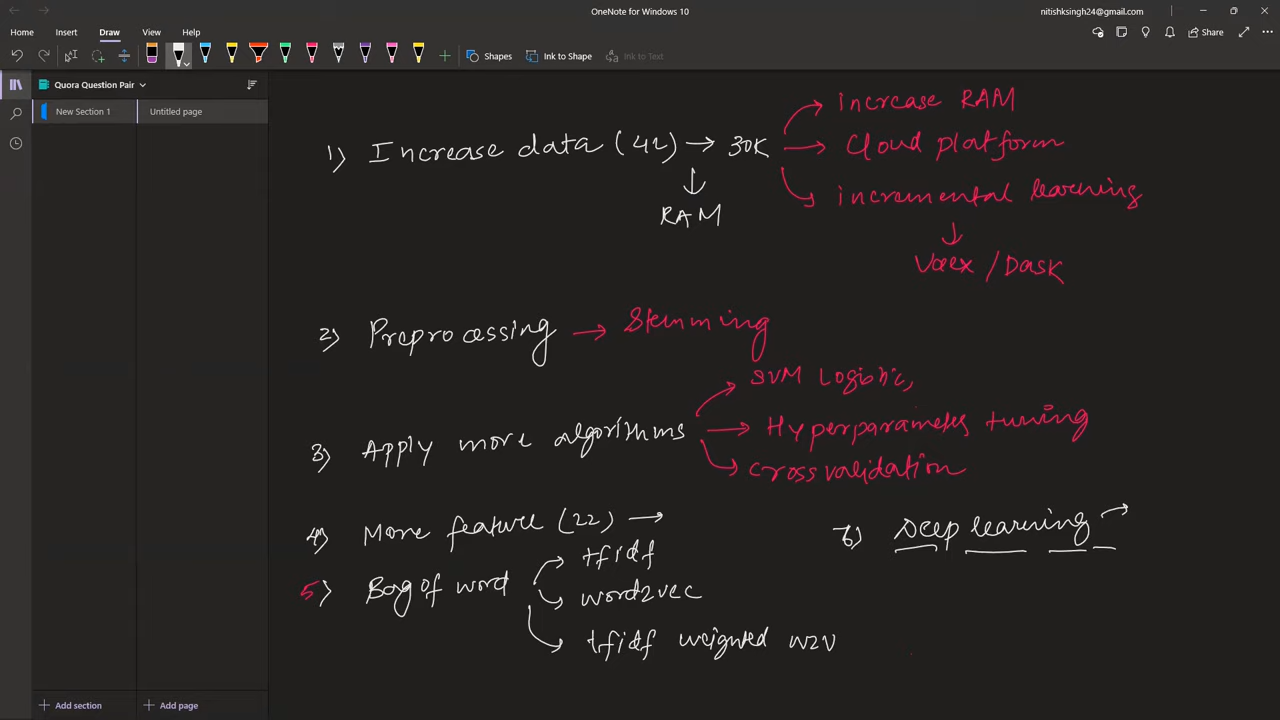 OneNote for Windows 10
nitishksingh24@gmail.com
Home Insert Draw View Help
Share
Shapes Ink to Shape Ink to Text
Quora Question Pair
New Section 1 Untitled page
1) Increase data (42) → 30K
↓
RAM
→ increase RAM
→ Cloud platform
→ incremental learning
↓
Vaex / Dask
2) Preprocessing → Stemming
3) Apply more algorithms
→ SVM Logistic,
→ Hyperparameter tuning
→ cross validation
4) More feature (22) →
5) Bag of word
→ tfidf
→ word2vec
→ tfidf weighted W2V
6) Deep learning →
Add section Add page